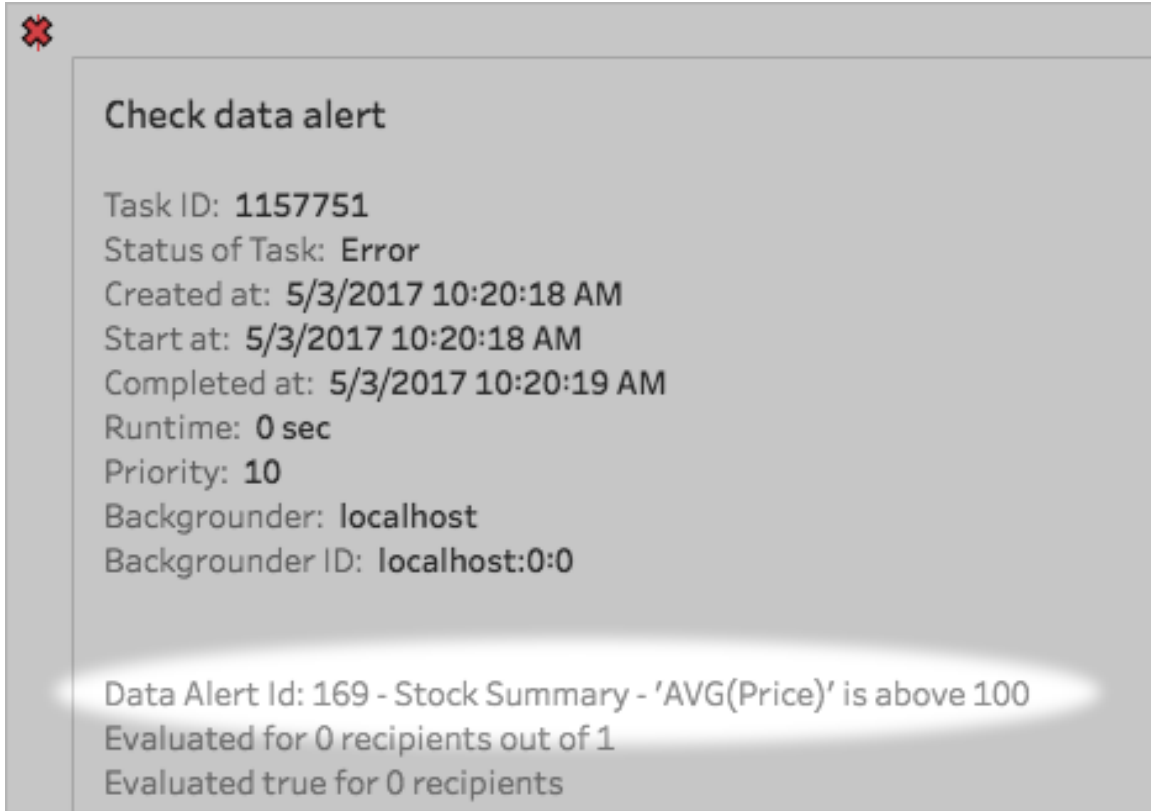 Check data alert
Task ID: 1157751
Status of Task: Error
Created at: 5/3/2017 10:20:18 AM
Start at: 5/3/2017 10:20:18 AM
Completed at: 5/3/2017 10:20:19 AM
Runtime: 0 sec
Priority: 10
Backgrounder: localhost
Backgrounder ID: localhost:0:0
Data Alert Id: 169 - Stock Summary - 'AVG(Price)' is above 100
Evaluated for 0 recipients out of 1
Evaluated true for 0 recipients